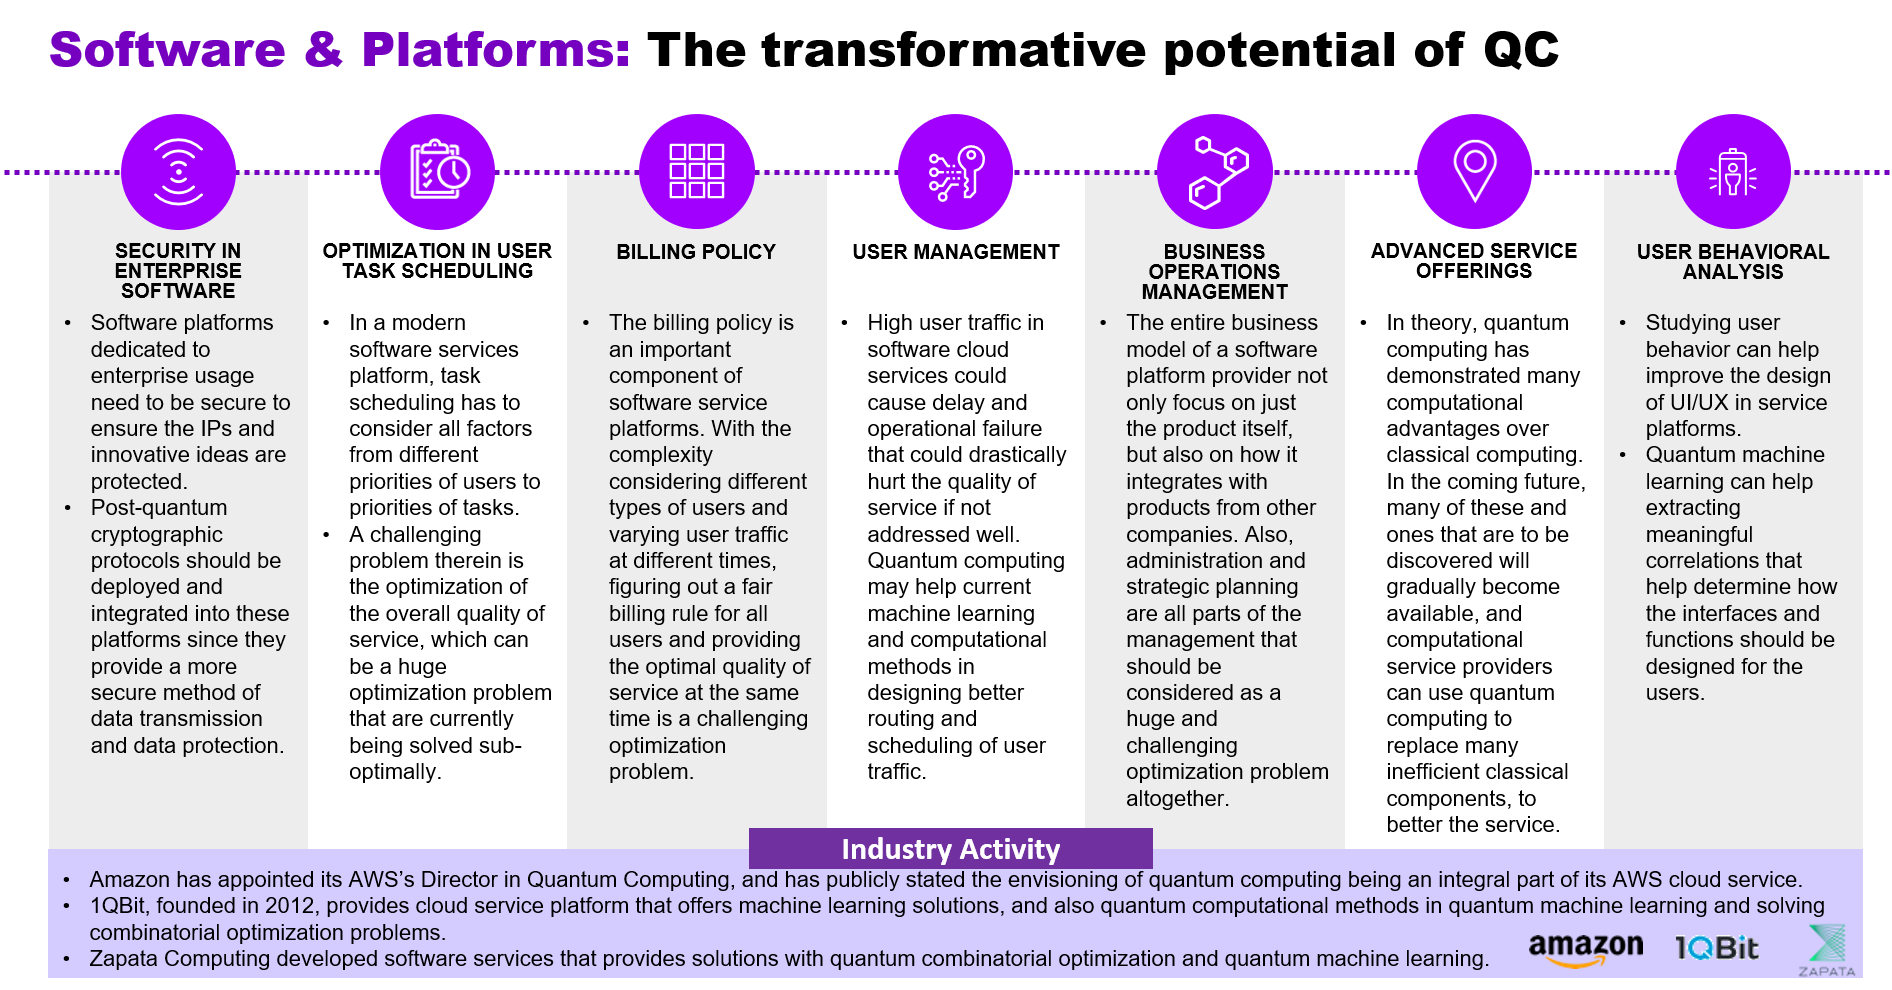 Software & Platforms: The transformative potential of QC
SECURITY IN
ENTERPRISE
SOFTWARE
• Software platforms
dedicated to
enterprise usage
need to be secure to
ensure the IPs and
innovative ideas are
protected.
• Post-quantum
cryptographic
protocols should be
deployed and
integrated into these
platforms since they
provide a more
secure method of
data transmission
and data protection.
OPTIMIZATION IN USER
TASK SCHEDULING
• In a modern
software services
platform, task
scheduling has to
consider all factors
from different
priorities of users to
priorities of tasks.
• A challenging
problem therein is
the optimization of
the overall quality of
service, which can
be a huge
optimization problem
that are currently
being solved sub-
optimally.
BILLING POLICY
• The billing policy is
an important
component of
software service
platforms. With the
complexity
considering different
types of users and
varying user traffic
at different times,
figuring out a fair
billing rule for all
users and providing
the optimal quality of
service at the same
time is a challenging
optimization
problem.
USER MANAGEMENT
• High user traffic in
software cloud
services could
cause delay and
operational failure
that could drastically
hurt the quality of
service if not
addressed well.
Quantum computing
may help current
machine learning
and computational
methods in
designing better
routing and
scheduling of user
traffic.
BUSINESS
OPERATIONS
MANAGEMENT
• The entire business
model of a software
platform provider not
only focus on just
the product itself,
but also on how it
integrates with
products from other
companies. Also,
administration and
strategic planning
are all parts of the
management that
should be
considered as a
huge and
challenging
optimization problem
altogether.
ADVANCED SERVICE
OFFERINGS
• In theory, quantum
computing has
demonstrated many
computational
advantages over
classical computing.
In the coming future,
many of these and
ones that are to be
discovered will
gradually become
available, and
computational
service providers
can use quantum
computing to
replace many
inefficient classical
components, to
better the service.
USER BEHAVIORAL
ANALYSIS
• Studying user
behavior can help
improve the design
of UI/UX in service
platforms.
• Quantum machine
learning can help
extracting
meaningful
correlations that
help determine how
the interfaces and
functions should be
designed for the
users.
Industry Activity
• Amazon has appointed its AWS's Director in Quantum Computing, and has publicly stated the envisioning of quantum computing being an integral part of its AWS cloud service.
• 1QBit, founded in 2012, provides cloud service platform that offers machine learning solutions, and also quantum computational methods in quantum machine learning and solving
combinatorial optimization problems.
• Zapata Computing developed software services that provides solutions with quantum combinatorial optimization and quantum machine learning.
amazon
1QBit
ZAPATA